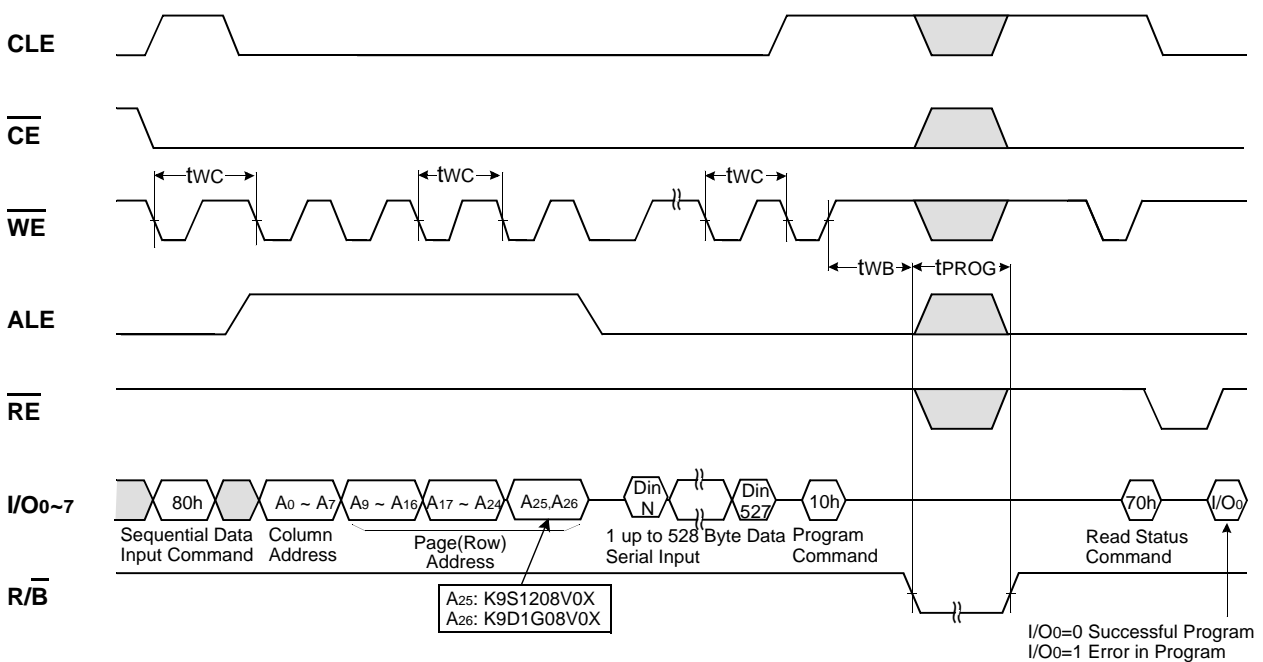 CLE
CE
tWC
tWC
tWC
WE
tWB
tPROG
ALE
RE
I/O0~7
80h
A0 ~ A7
A9 ~ A16
A17 ~ A24
A25,A26
Din
N
Din
527
10h
70h
I/O0
Sequential Data
Input Command
Column
Address
Page(Row)
Address
1 up to 528 Byte Data
Serial Input
Program
Command
Read Status
Command
R/B
A25: K9S1208V0X
A26: K9D1G08V0X
I/O0=0 Successful Program
I/O0=1 Error in Program